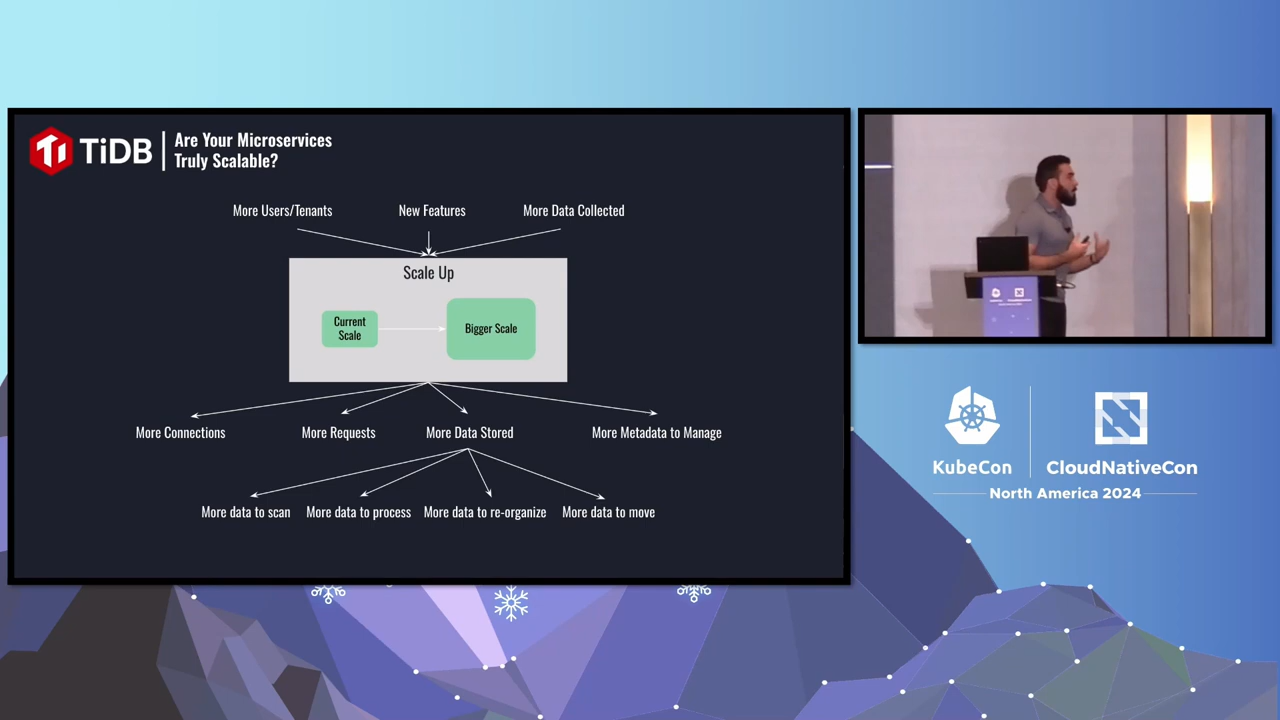 TiDB
Are Your Microservices
Truly Scalable?
More Users/Tenants
New Features
More Data Collected
Scale Up
Current
Scale
Bigger Scale
More Connections
More Requests
More Data Stored
More Metadata to Manage
More data to scan
More data to process
More data to re-organize
More data to move
KubeCon
CloudNativeCon
North America 2024